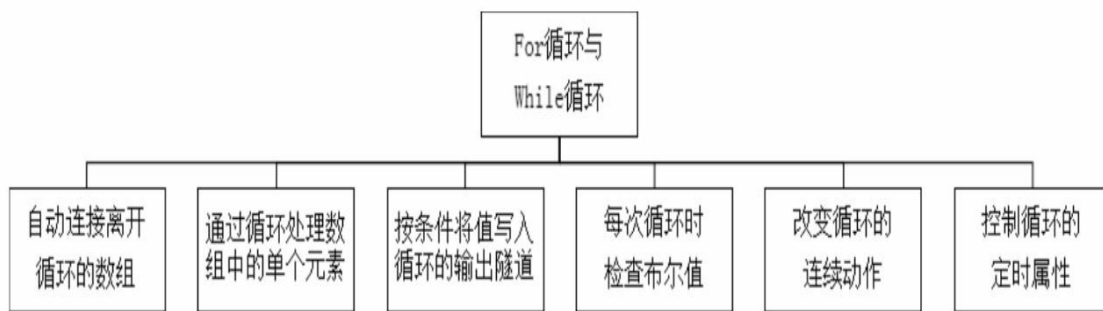 For循环与
While循环
自动连接离开
循环的数组
通过循环处理数
组中的单个元素
按条件将值写入
循环的输出隧道
每次循环时
检查布尔值
改变循环的
连续动作
控制循环的
定时属性